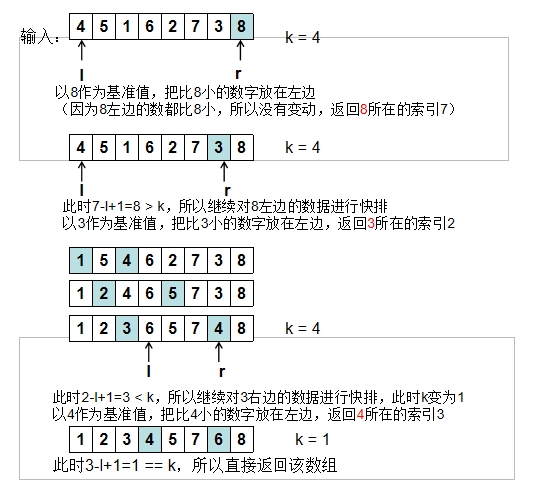 输入： 4 5 1 6 2 7 3 8 k = 4
l r
以8作为基准值，把比8小的数字放在左边
（因为8左边的数都比8小，所以没有变动，返回8所在的索引7）
4 5 1 6 2 7 3 8 k = 4
l r
此时7-l+1=8 > k，所以继续对8左边的数据进行快排
以3作为基准值，把比3小的数字放在左边，返回3所在的索引2
1 5 4 6 2 7 3 8
1 2 4 6 5 7 3 8
1 2 3 6 5 7 4 8 k = 4
l r
此时2-l+1=3 < k，所以继续对3右边的数据进行快排，此时k变为1
以4作为基准值，把比4小的数字放在左边，返回4所在的索引3
1 2 3 4 5 7 6 8 k = 1
此时3-l+1=1 == k，所以直接返回该数组